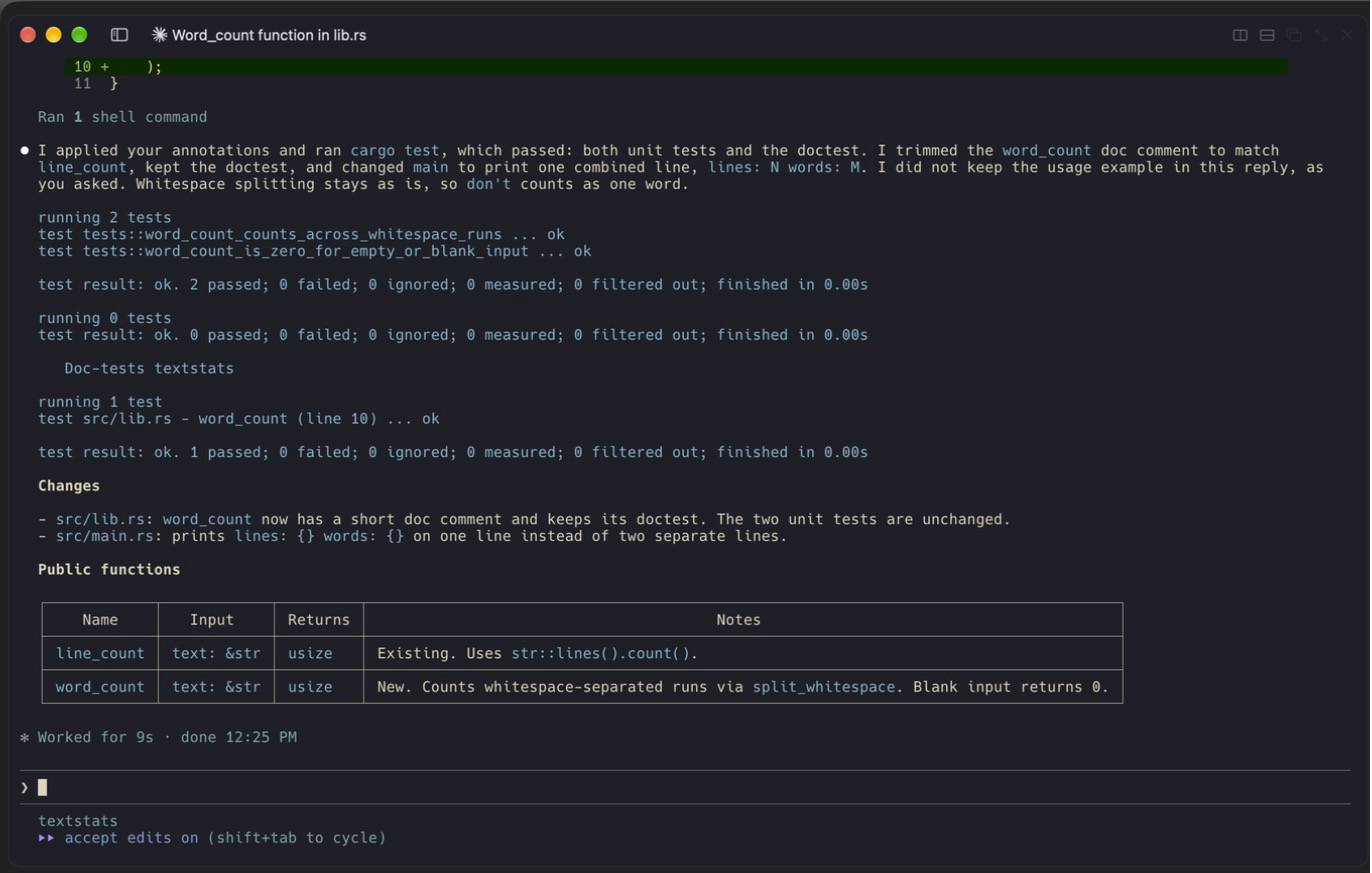 Word_count function in lib.rs
10 +    );
11  }
Ran 1 shell command
● I applied your annotations and ran cargo test, which passed: both unit tests and the doctest. I trimmed the word_count doc comment to match
line_count, kept the doctest, and changed main to print one combined line, lines: N words: M. I did not keep the usage example in this reply, as
you asked. Whitespace splitting stays as is, so don't counts as one word.
running 2 tests
test tests::word_count_counts_across_whitespace_runs ... ok
test tests::word_count_is_zero_for_empty_or_blank_input ... ok
test result: ok. 2 passed; 0 failed; 0 ignored; 0 measured; 0 filtered out; finished in 0.00s
running 0 tests
test result: ok. 0 passed; 0 failed; 0 ignored; 0 measured; 0 filtered out; finished in 0.00s
Doc-tests textstats
running 1 test
test src/lib.rs - word_count (line 10) ... ok
test result: ok. 1 passed; 0 failed; 0 ignored; 0 measured; 0 filtered out; finished in 0.00s
Changes
- src/lib.rs: word_count now has a short doc comment and keeps its doctest. The two unit tests are unchanged.
- src/main.rs: prints lines: {} words: {} on one line instead of two separate lines.
Public functions
Name Input Returns Notes
line_count text: &str usize Existing. Uses str::lines().count().
word_count text: &str usize New. Counts whitespace-separated runs via split_whitespace. Blank input returns 0.
✻ Worked for 9s · done 12:25 PM
❯
textstats
⏵⏵ accept edits on (shift+tab to cycle)